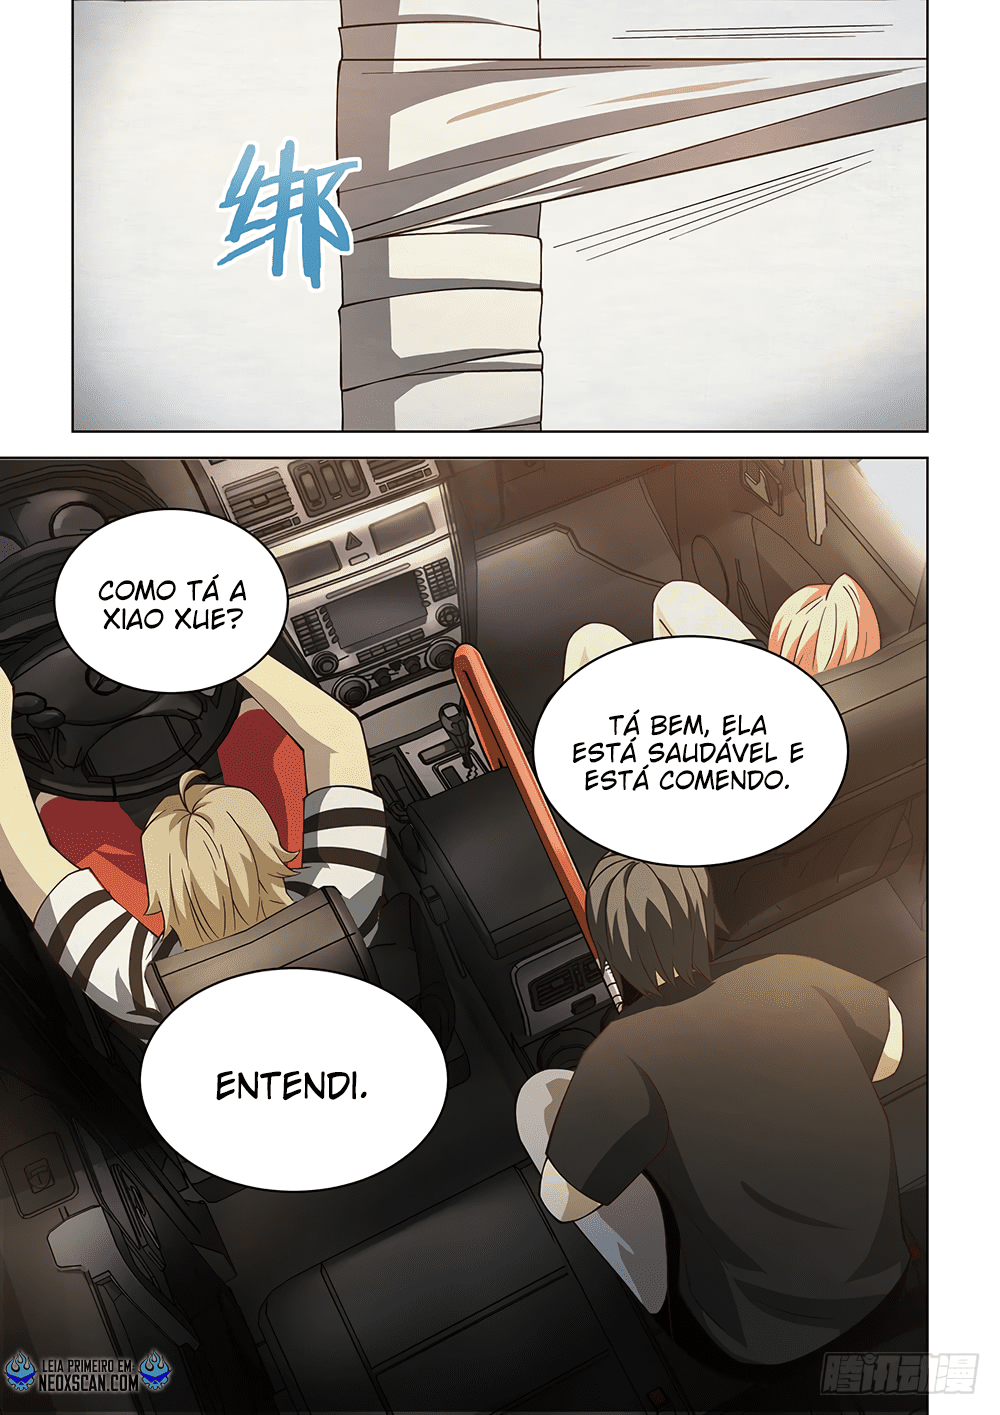 绑
COMO TÁ A
XIAO XUE?
TÁ BEM, ELA
ESTÁ SAUDÁVEL E
ESTÁ COMENDO.
ENTENDI.
LEIA PRIMEIRO EM:
NEOXSCAN.COM
腾讯动漫